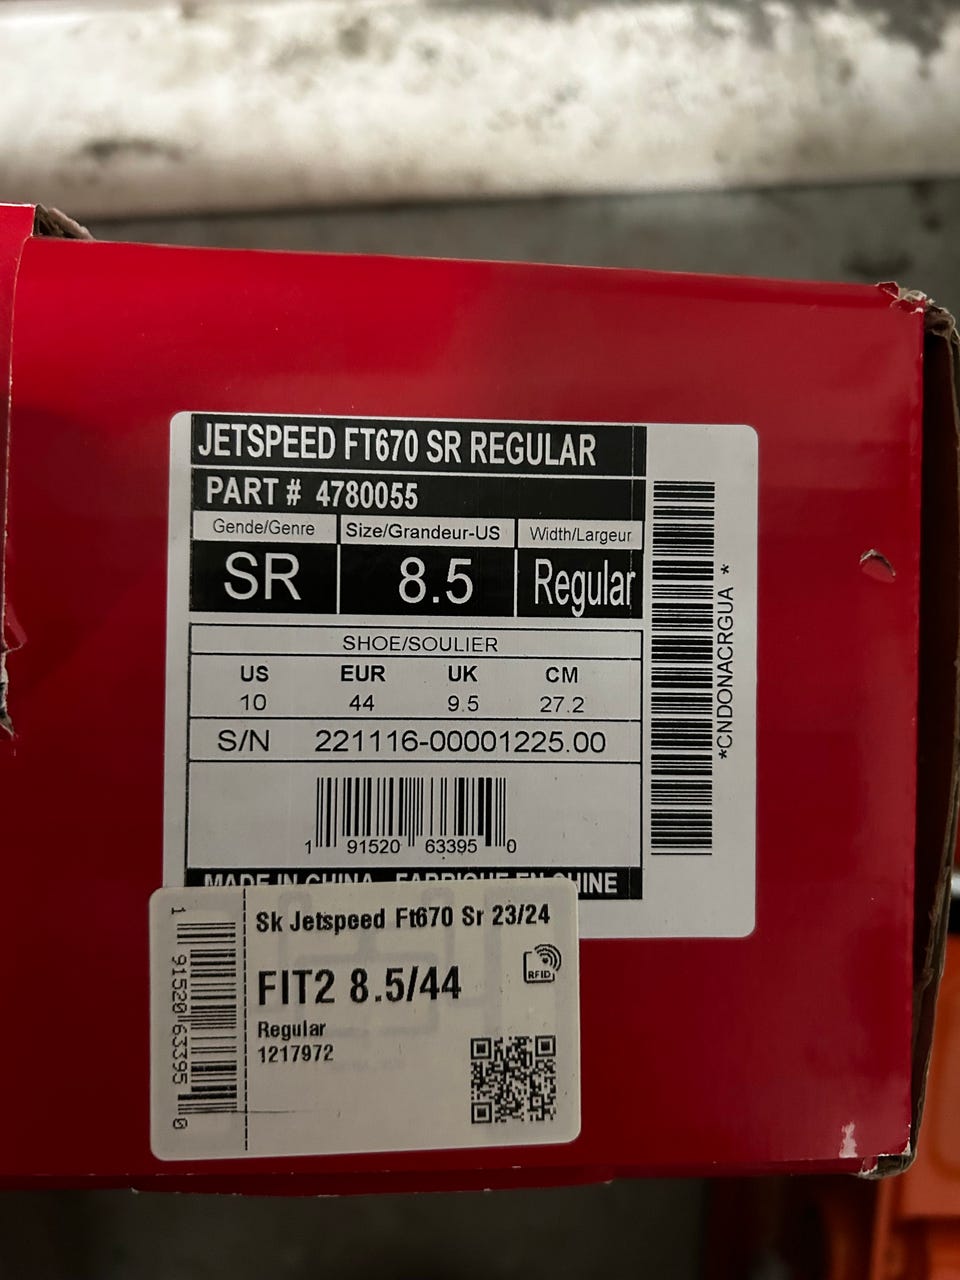 JETSPEED FT670 SR REGULAR
PART # 4780055
Gende/Genre Size/Grandeur-US Width/Largeur
SR 8.5 Regular
SHOE/SOULIER
US EUR UK CM
10 44 9.5 27.2
S/N 221116-00001225.00
1 91520 63395 0
MADE IN CHINA FABRIQUE EN CHINE
*CNDONACRGUA*
Sk Jetspeed Ft670 Sr 23/24
RFID
FIT2 8.5/44
Regular
1217972
1 91520 63395 0